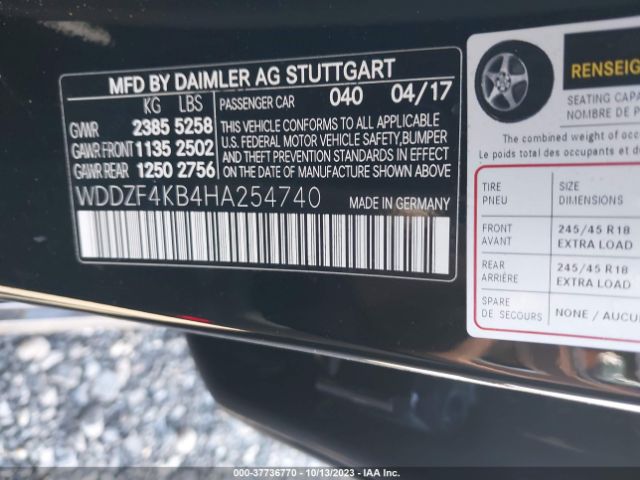 MFD BY DAIMLER AG STUTTGART
KG LBS
GVWR 2385 5258
GAWR FRONT 1135 2502
GAWR REAR 1250 2756
PASSENGER CAR 040 04/17
THIS VEHICLE CONFORMS TO ALL APPLICABLE
U.S. FEDERAL MOTOR VEHICLE SAFETY, BUMPER
AND THEFT PREVENTION STANDARDS IN EFFECT
ON THE DATE OF MANUFACTURE SHOWN ABOVE
WDDZF4KB4HA254740
MADE IN GERMANY
RENSEIG
SEATING CAPA
NOMBRE DE P
The combined weight of occu
Le poids total des occupants
TIRE
PNEU
SIZE
DIMENSIONS
FRONT
AVANT
245/45 R18
EXTRA LOAD
REAR
ARRIÈRE
245/45 R18
EXTRA LOAD
SPARE
DE SECOURS
NONE / AUCU
000-37736770 - 10/13/2023 - IAA Inc.